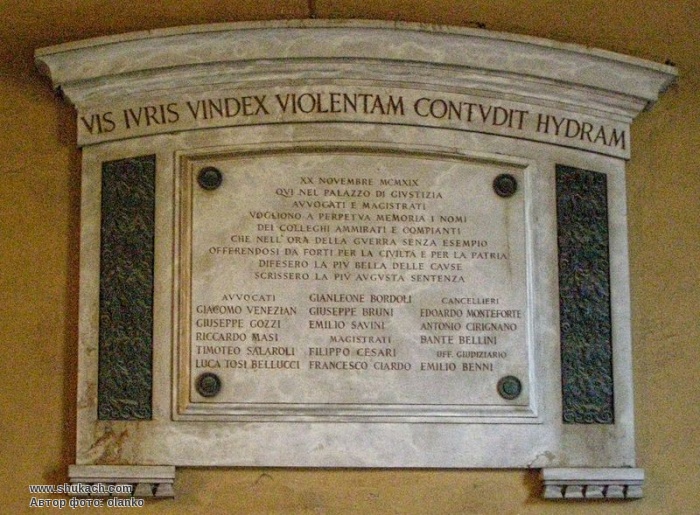 VIS IVRIS VINDEX VIOLENTAM CONTVDIT HYDRAM
XX NOVEMBRE MCMXIX
QVI NEL PALAZZO DI GIVSTIZIA
AVVOCATI E MAGISTRATI
VOGLIONO A PERPETVA MEMORIA I NOMI
DEI COLLEGHI AMMIRATI E COMPIANTI
CHE NELL'ORA DELLA GVERRA SENZA ESEMPIO
OFFERENDOSI DA FORTI PER LA CIVILTA E PER LA PATRIA
DIFESERO LA PIV BELLA DELLE CAVSE
SCRISSERO LA PIV AVGVSTA SENTENZA
AVVOCATI
GIACOMO VENEZIAN
GIUSEPPE GOZZI
RICCARDO MASI
TIMOTEO SALAROLI
LUCA TOSI BELLUCCI
GIANLEONE BORDOLI
GIUSEPPE BRUNI
EMILIO SAVINI
MAGISTRATI
FILIPPO CESARI
FRANCESCO CIARDO
CANCELLIERI
EDOARDO MONTEFORTE
ANTONIO CIRIGNANO
DANTE BELLINI
UFF. GIUDIZIARIO
EMILIO BENNI
www.shukach.com
Автор фото: olanko